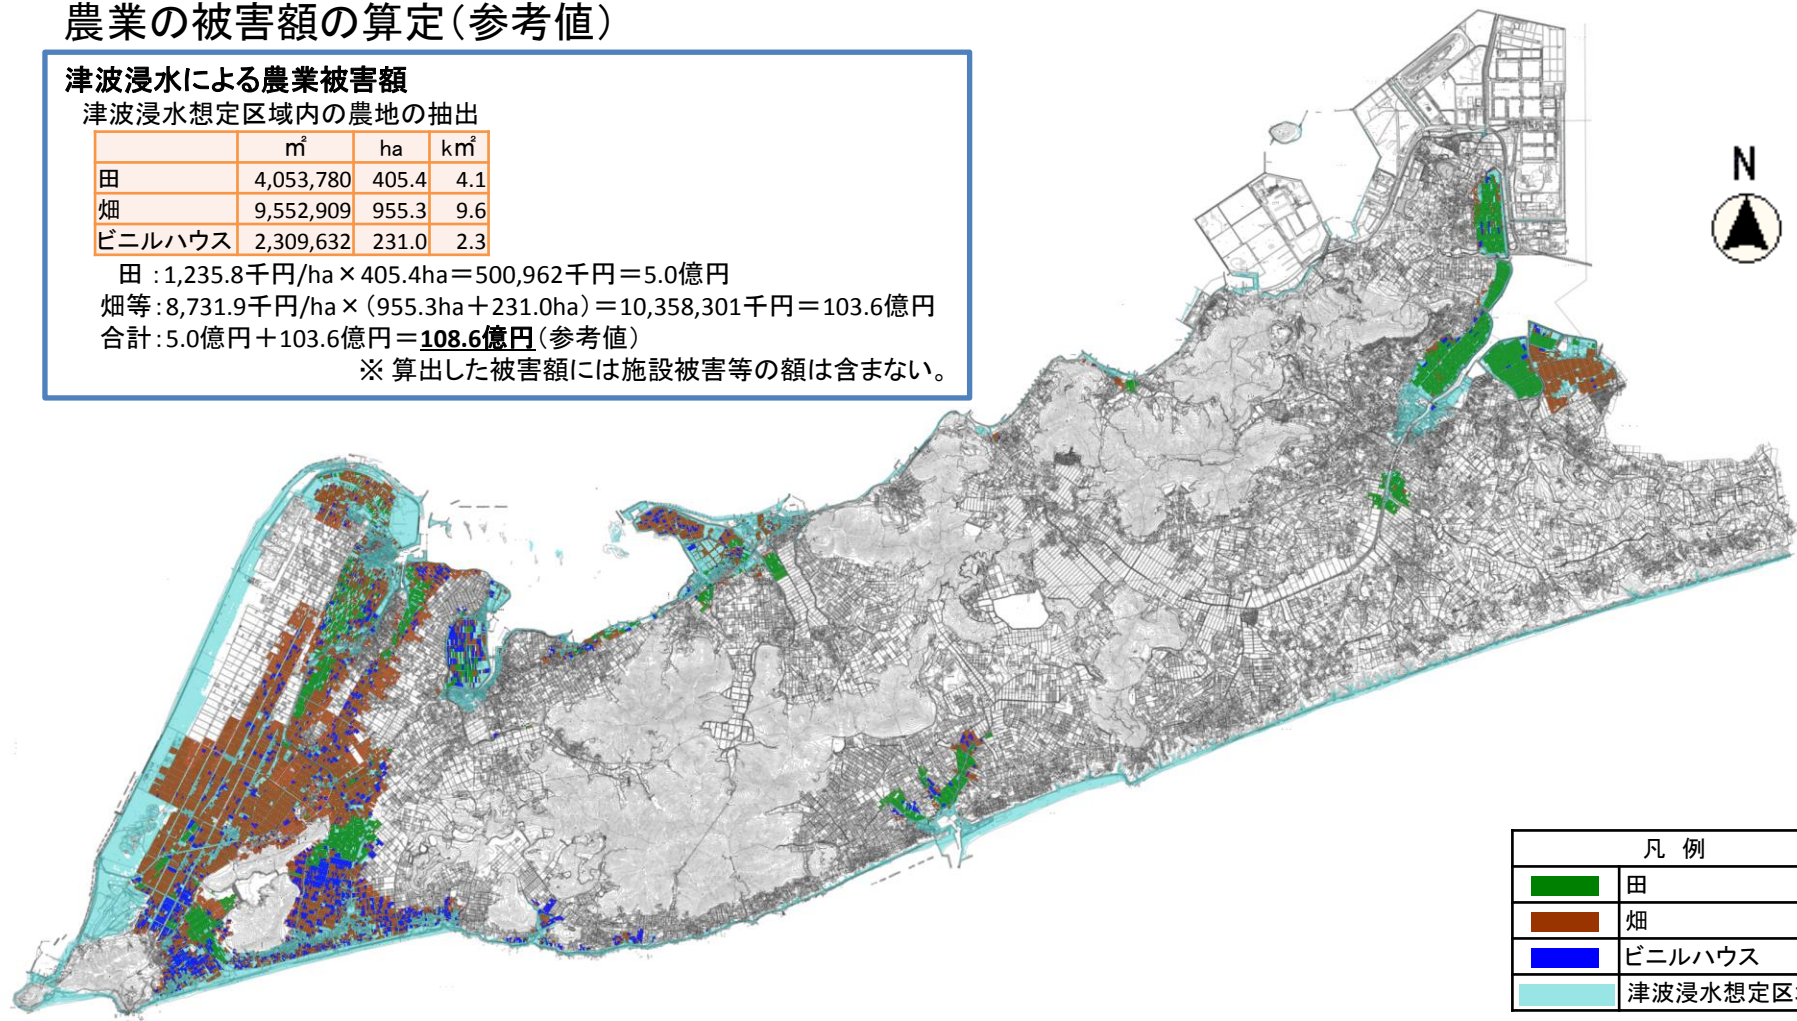 農業の被害額の算定(参考値)
津波浸水による農業被害額
津波浸水想定区域内の農地の抽出
㎡ ha k㎡
田 4,053,780 405.4 4.1
畑 9,552,909 955.3 9.6
ビニルハウス 2,309,632 231.0 2.3
田:1,235.8千円/ha×405.4ha=500,962千円=5.0億円
畑等:8,731.9千円/ha×(955.3ha+231.0ha)=10,358,301千円=103.6億円
合計:5.0億円+103.6億円=108.6億円(参考値)
※ 算出した被害額には施設被害等の額は含まない。
N
凡 例
田
畑
ビニルハウス
津波浸水想定区